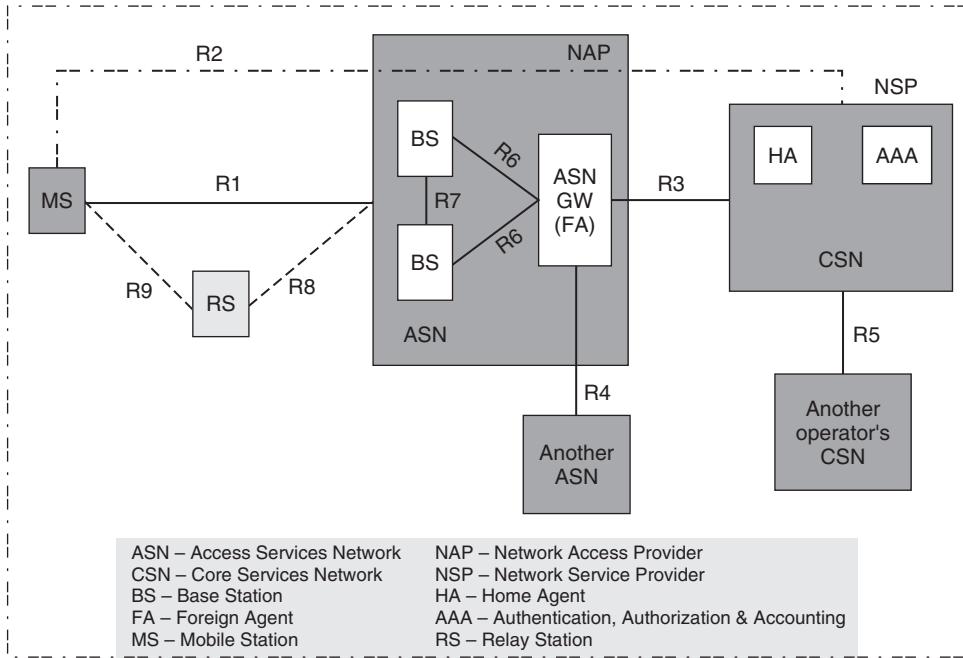 R2
NAP
NSP
BS
HA
AAA
R6
ASN
GW
(FA)
MS
R1
R7
R3
R6
BS
CSN
R9
RS
R8
ASN
R5
R4
Another
operator's
CSN
Another
ASN
ASN – Access Services Network
CSN – Core Services Network
BS – Base Station
FA – Foreign Agent
MS – Mobile Station
NAP – Network Access Provider
NSP – Network Service Provider
HA – Home Agent
AAA – Authentication, Authorization & Accounting
RS – Relay Station